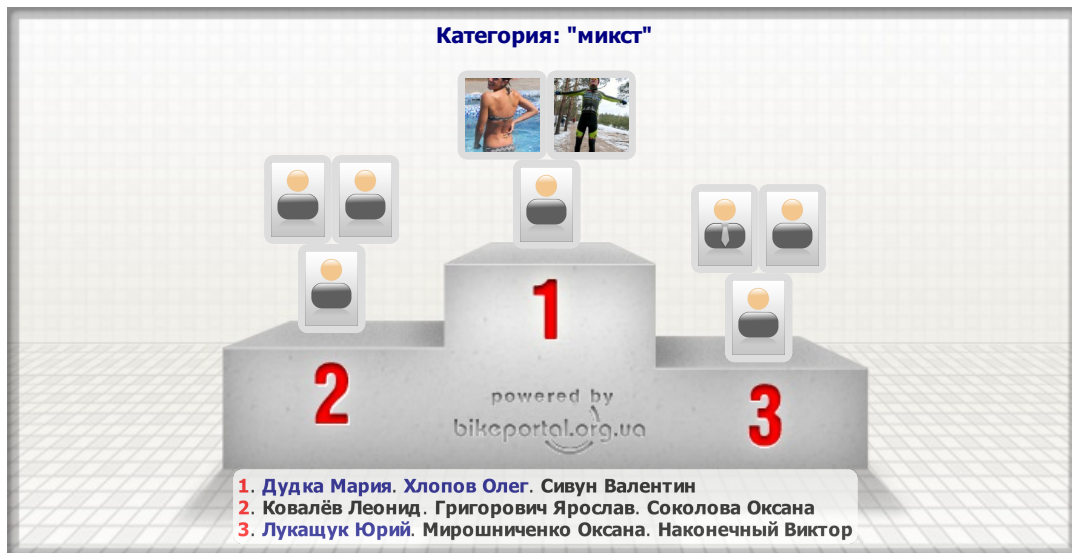 Категория: "микст"
1
2
3
powered by
bikeportal.org.ua
1. Дудка Мария. Хлопов Олег. Сивун Валентин
2. Ковалёв Леонид. Григорович Ярослав. Соколова Оксана
3. Лукащук Юрий. Мирошниченко Оксана. Наконечный Виктор